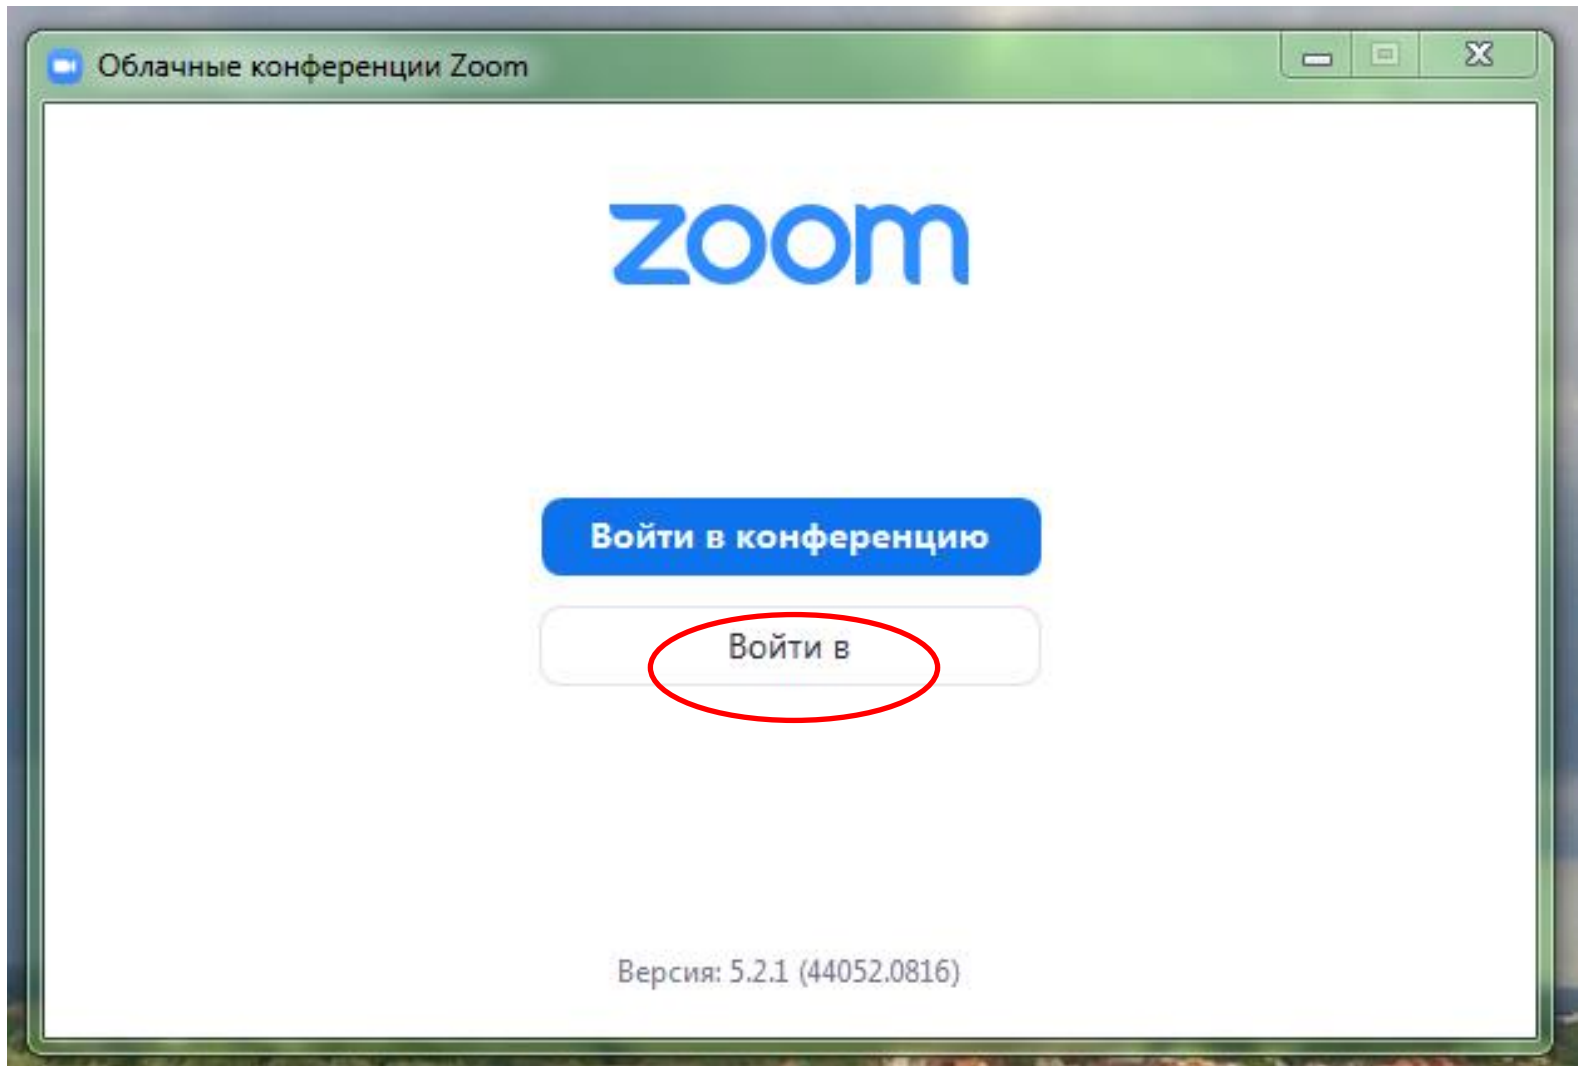 Облачные конференции Zoom
zoom
Войти в конференцию
Войти в
Версия: 5.2.1 (44052.0816)